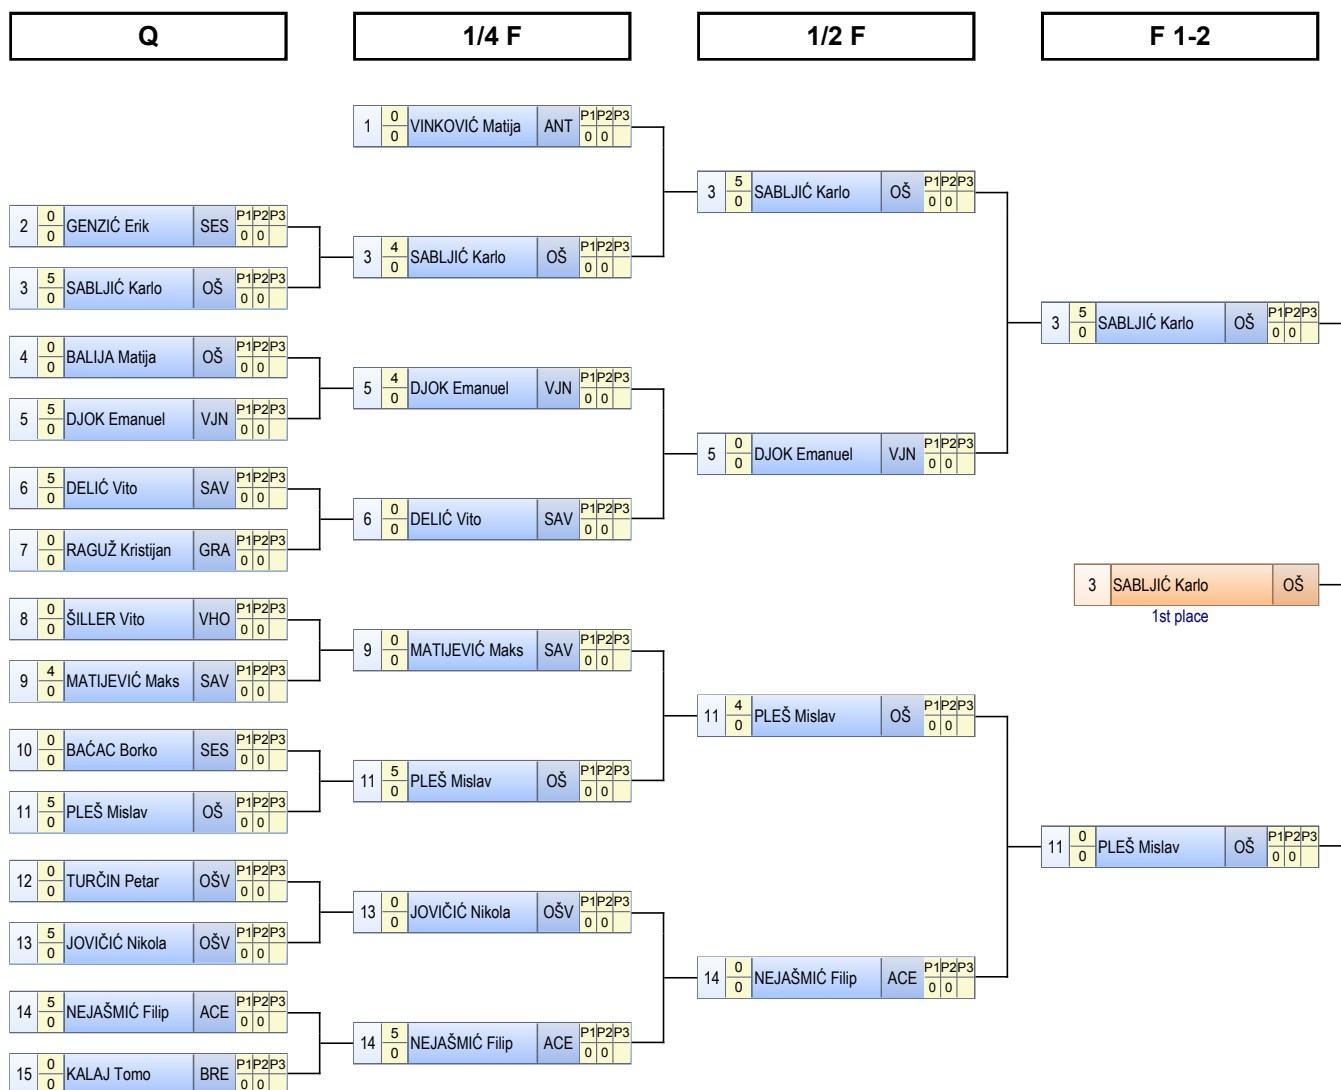 Q 1/4 F 1/2 F F 1-2
1 0 0 VINKOVIĆ Matija ANT P1 P2 P3 0 0
3 5 0 SABLJIĆ Karlo OŠ P1 P2 P3 0 0
2 0 0 GENZIĆ Erik SES P1 P2 P3 0 0
3 4 0 SABLJIĆ Karlo OŠ P1 P2 P3 0 0
3 5 0 SABLJIĆ Karlo OŠ P1 P2 P3 0 0
3 5 0 SABLJIĆ Karlo OŠ P1 P2 P3 0 0
4 0 0 BALIJA Matija OŠ P1 P2 P3 0 0
5 4 0 DJOK Emanuel VJN P1 P2 P3 0 0
5 5 0 DJOK Emanuel VJN P1 P2 P3 0 0
5 0 0 DJOK Emanuel VJN P1 P2 P3 0 0
6 5 0 DELIĆ Vito SAV P1 P2 P3 0 0
6 0 0 DELIĆ Vito SAV P1 P2 P3 0 0
7 0 0 RAGUŽ Kristijan GRA P1 P2 P3 0 0
3 SABLJIĆ Karlo OŠ
1st place
8 0 0 ŠILLER Vito VHO P1 P2 P3 0 0
9 0 0 MATIJEVIĆ Maks SAV P1 P2 P3 0 0
9 4 0 MATIJEVIĆ Maks SAV P1 P2 P3 0 0
11 4 0 PLEŠ Mislav OŠ P1 P2 P3 0 0
10 0 0 BAĆAC Borko SES P1 P2 P3 0 0
11 5 0 PLEŠ Mislav OŠ P1 P2 P3 0 0
11 5 0 PLEŠ Mislav OŠ P1 P2 P3 0 0
11 0 0 PLEŠ Mislav OŠ P1 P2 P3 0 0
12 0 0 TURČIN Petar OŠV P1 P2 P3 0 0
13 0 0 JOVIČIĆ Nikola OŠV P1 P2 P3 0 0
13 5 0 JOVIČIĆ Nikola OŠV P1 P2 P3 0 0
14 0 0 NEJAŠMIĆ Filip ACE P1 P2 P3 0 0
14 5 0 NEJAŠMIĆ Filip ACE P1 P2 P3 0 0
14 5 0 NEJAŠMIĆ Filip ACE P1 P2 P3 0 0
15 0 0 KALAJ Tomo BRE P1 P2 P3 0 0